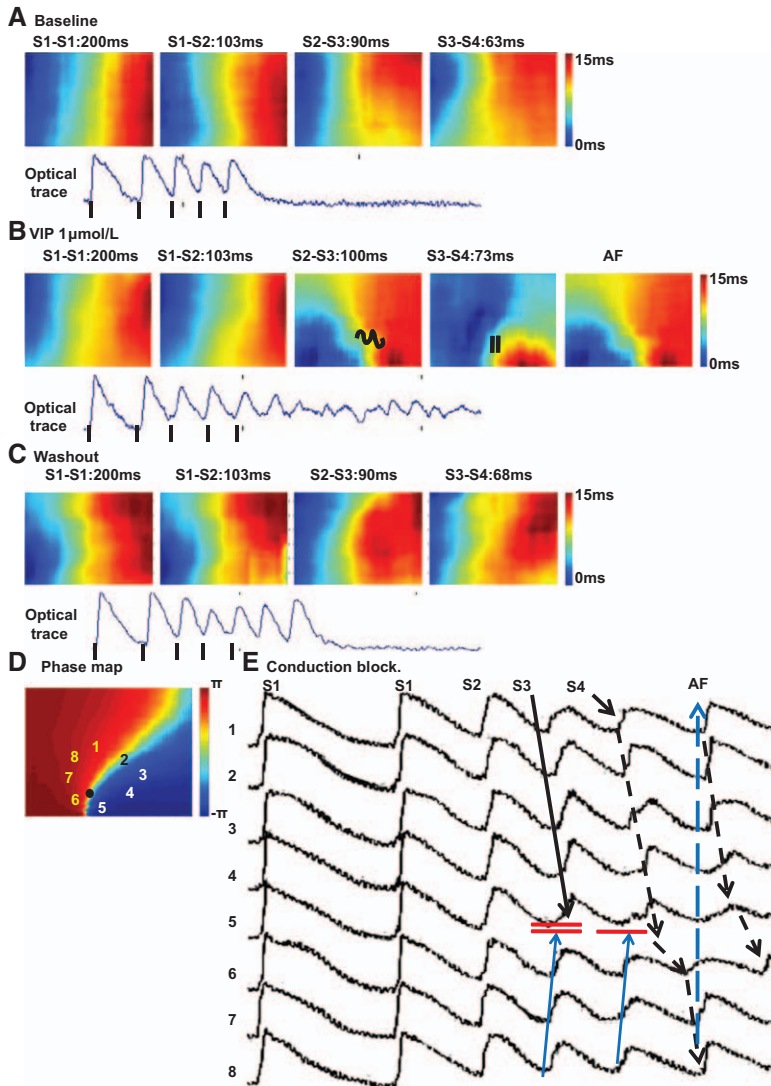 A Baseline
S1-S1:200ms S1-S2:103ms S2-S3:90ms S3-S4:63ms
15ms
0ms
Optical
trace
B VIP 1µmol/L
S1-S1:200ms S1-S2:103ms S2-S3:100ms S3-S4:73ms AF
15ms
0ms
Optical
trace
C Washout
S1-S1:200ms S1-S2:103ms S2-S3:90ms S3-S4:68ms
15ms
0ms
Optical
trace
D Phase map
π
-π
1
2
3
4
5
6
7
8
E Conduction block.
S1 S1 S2 S3 S4 AF
1
2
3
4
5
6
7
8